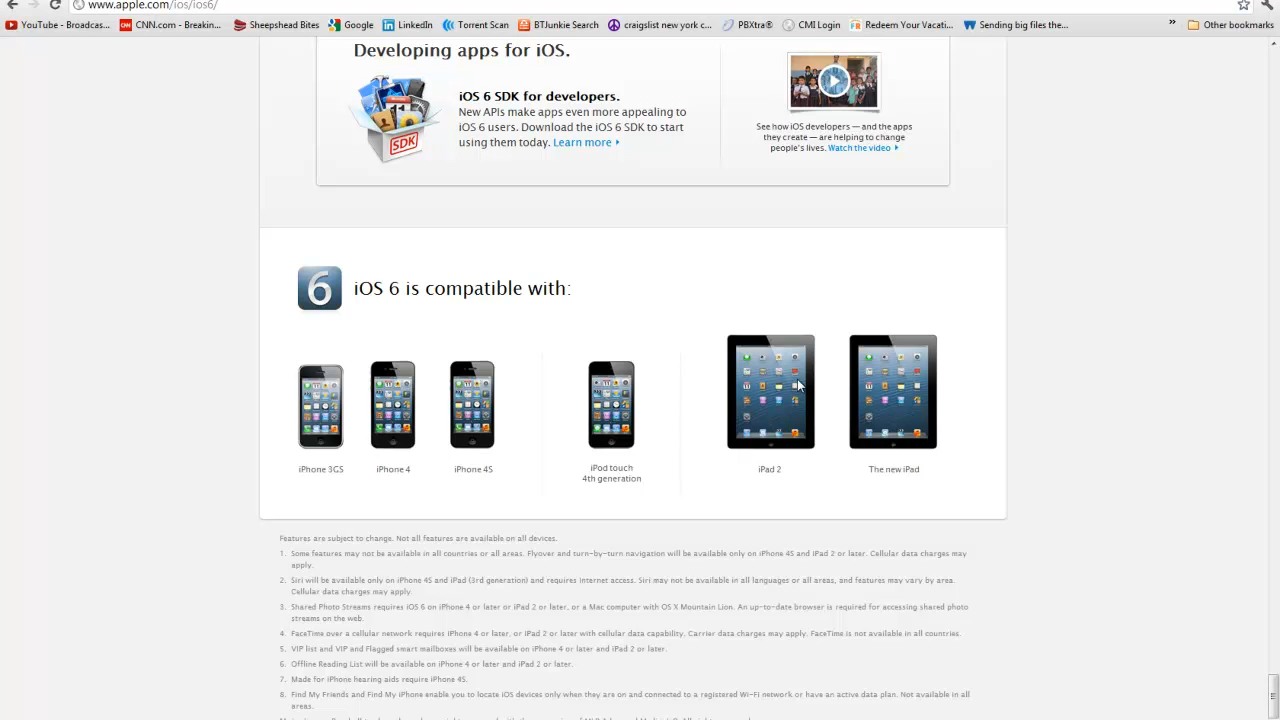 www.apple.com/ios/ios6/
YouTube - Broadc... CNN.com - Breakin... Sheepshead Bites Google LinkedIn Torrent Scan BTJunkie Search craigslist new york c... PBXtra® CMI Login Redeem Your Vacati... Sending big files the... » Other bookmarks
Developing apps for iOS.
iOS 6 SDK for developers.
New APIs make apps even more appealing to
iOS 6 users. Download the iOS 6 SDK to start
using them today. Learn more
SDK
See how iOS developers — and the apps
they create — are helping to change
people's lives. Watch the video
6
iOS 6 is compatible with:
iPhone 3GS
iPhone 4
iPhone 4S
iPod touch
4th generation
iPad 2
The new iPad
Features are subject to change. Not all features are available on all devices.
1. Some features may not be available in all countries or all areas. Flyover and turn-by-turn navigation will be available only on iPhone 4S and iPad 2 or later. Cellular data charges may
apply.
2. Siri will be available only on iPhone 4S and iPad (3rd generation) and requires Internet access. Siri may not be available in all languages or all areas, and features may vary by area.
Cellular data charges may apply.
3. Shared Photo Streams requires iOS 6 on iPhone 4 or later or iPad 2 or later, or a Mac computer with OS X Mountain Lion. An up-to-date browser is required for accessing shared photo
streams on the web.
4. FaceTime over a cellular network requires iPhone 4 or later, or iPad 2 or later with cellular data capability. Carrier data charges may apply. FaceTime is not available in all countries.
5. VIP list and VIP and Flagged smart mailboxes will be available on iPhone 4 or later and iPad 2 or later.
6. Offline Reading List will be available on iPhone 4 or later and iPad 2 or later.
7. Made for iPhone hearing aids require iPhone 4S.
8. Find My Friends and Find My iPhone enable you to locate iOS devices only when they are on and connected to a registered Wi-Fi network or have an active data plan. Not available in all
areas.